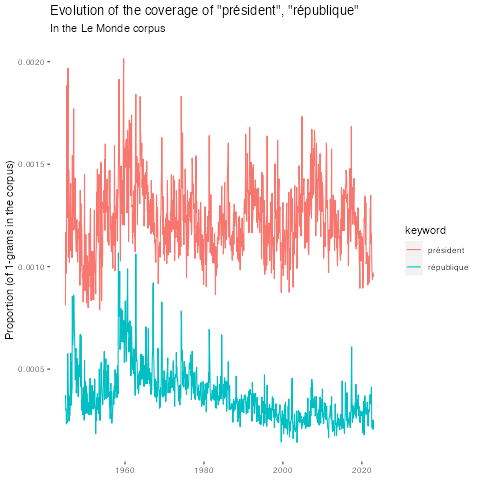 Evolution of the coverage of "président", "république"
In the Le Monde corpus
Proportion (of 1-grams in the corpus)
0.0020
0.0015
0.0010
0.0005
1960
1980
2000
2020
keyword
président
république